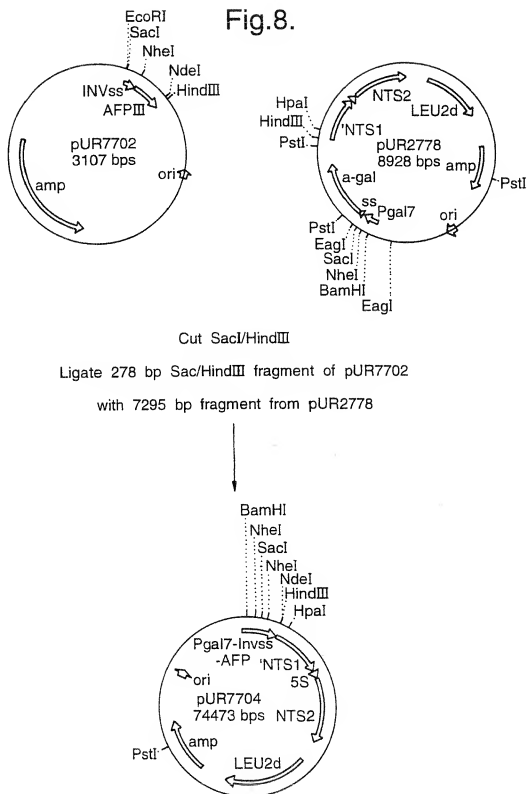 Fig.8.
EcoRI
SacI
NheI
NdeI
HindIII
INVss
AFPIII
pUR7702
3107 bps
ori
amp
HpaI
HindIII
PstI
NTS2
LEU2d
'NTS1
pUR2778
8928 bps
amp
PstI
a-gal
ss
Pgal7
ori
PstI
EagI
SacI
NheI
BamHI
EagI
Cut SacI/HindIII
Ligate 278 bp Sac/HindIII fragment of pUR7702
with 7295 bp fragment from pUR2778
BamHI
NheI
SacI
NheI
NdeI
HindIII
HpaI
Pgal7-Invss
-AFP
'NTS1
5S
ori
pUR7704
74473 bps
NTS2
PstI
amp
LEU2d